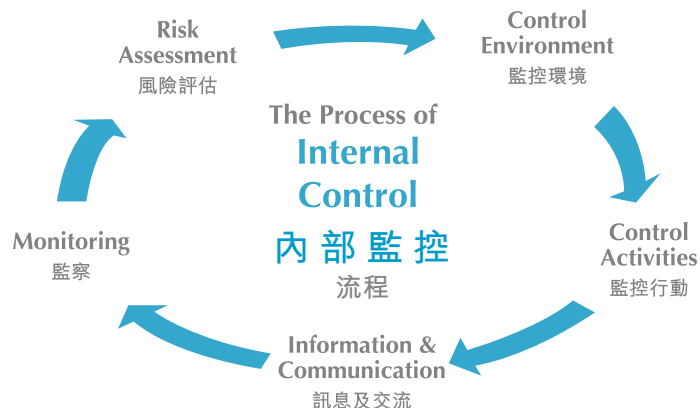 Risk
Assessment
風險評估
Control
Environment
監控環境
The Process of
Internal
Control
內部監控
流程
Control
Activities
監控行動
Information &
Communication
訊息及交流
Monitoring
監察